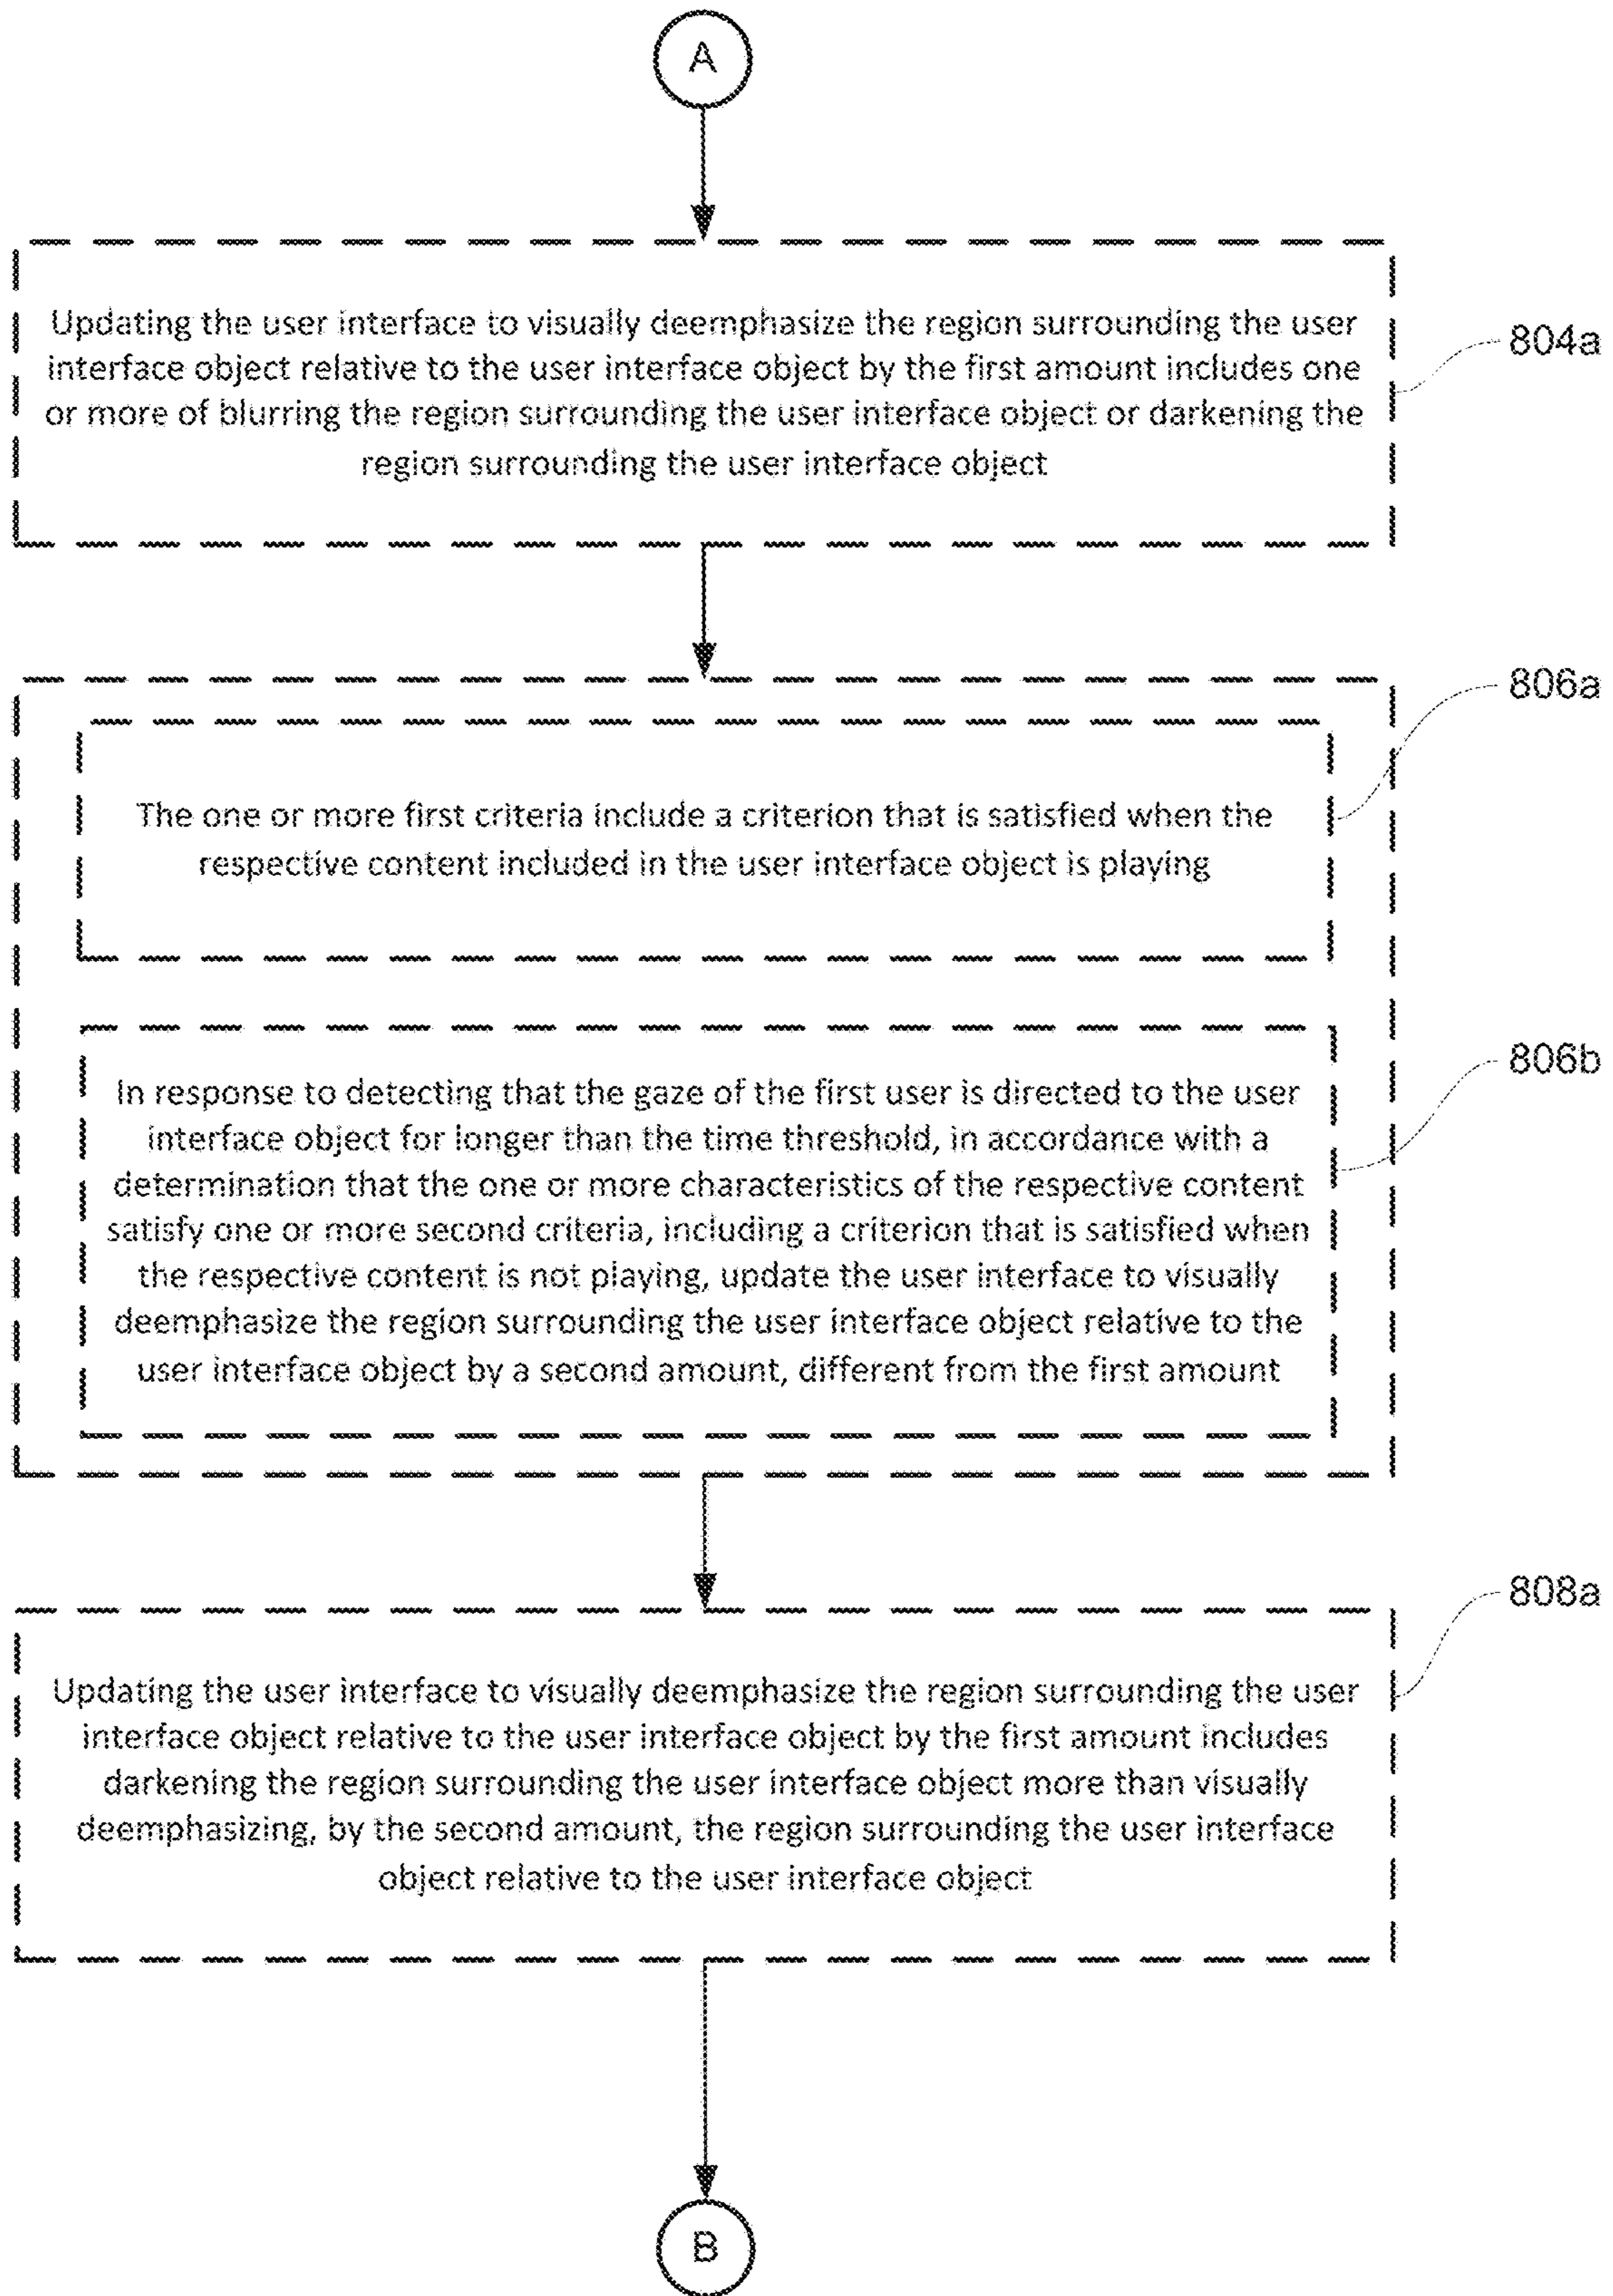 A
Updating the user interface to visually deemphasize the region surrounding the user
interface object relative to the user interface object by the first amount includes one
or more of blurring the region surrounding the user interface object or darkening the
region surrounding the user interface object
804a
806a
The one or more first criteria include a criterion that is satisfied when the
respective content included in the user interface object is playing
806b
In response to detecting that the gaze of the first user is directed to the user
interface object for longer than the time threshold, in accordance with a
determination that the one or more characteristics of the respective content
satisfy one or more second criteria, including a criterion that is satisfied when
the respective content is not playing, update the user interface to visually
deemphasize the region surrounding the user interface object relative to the
user interface object by a second amount, different from the first amount
808a
Updating the user interface to visually deemphasize the region surrounding the user
interface object relative to the user interface object by the first amount includes
darkening the region surrounding the user interface object more than visually
deemphasizing, by the second amount, the region surrounding the user interface
object relative to the user interface object
B